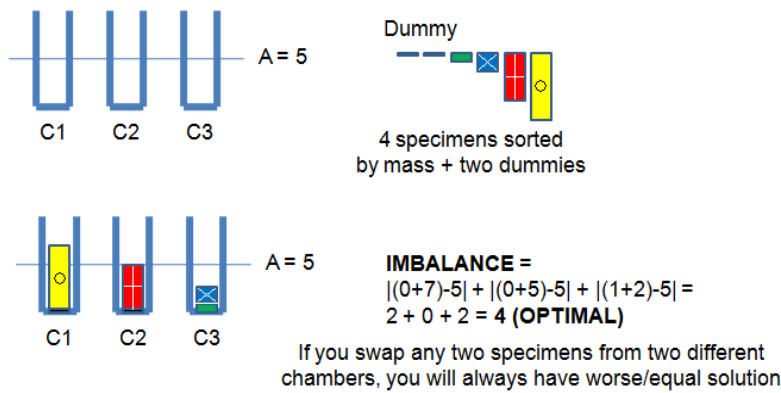 Dummy
A = 5
C1 C2 C3
4 specimens sorted
by mass + two dummies
A = 5
C1 C2 C3
IMBALANCE =
|(0+7)-5| + |(0+5)-5| + |(1+2)-5| =
2 + 0 + 2 = 4 (OPTIMAL)
If you swap any two specimens from two different
chambers, you will always have worse/equal solution